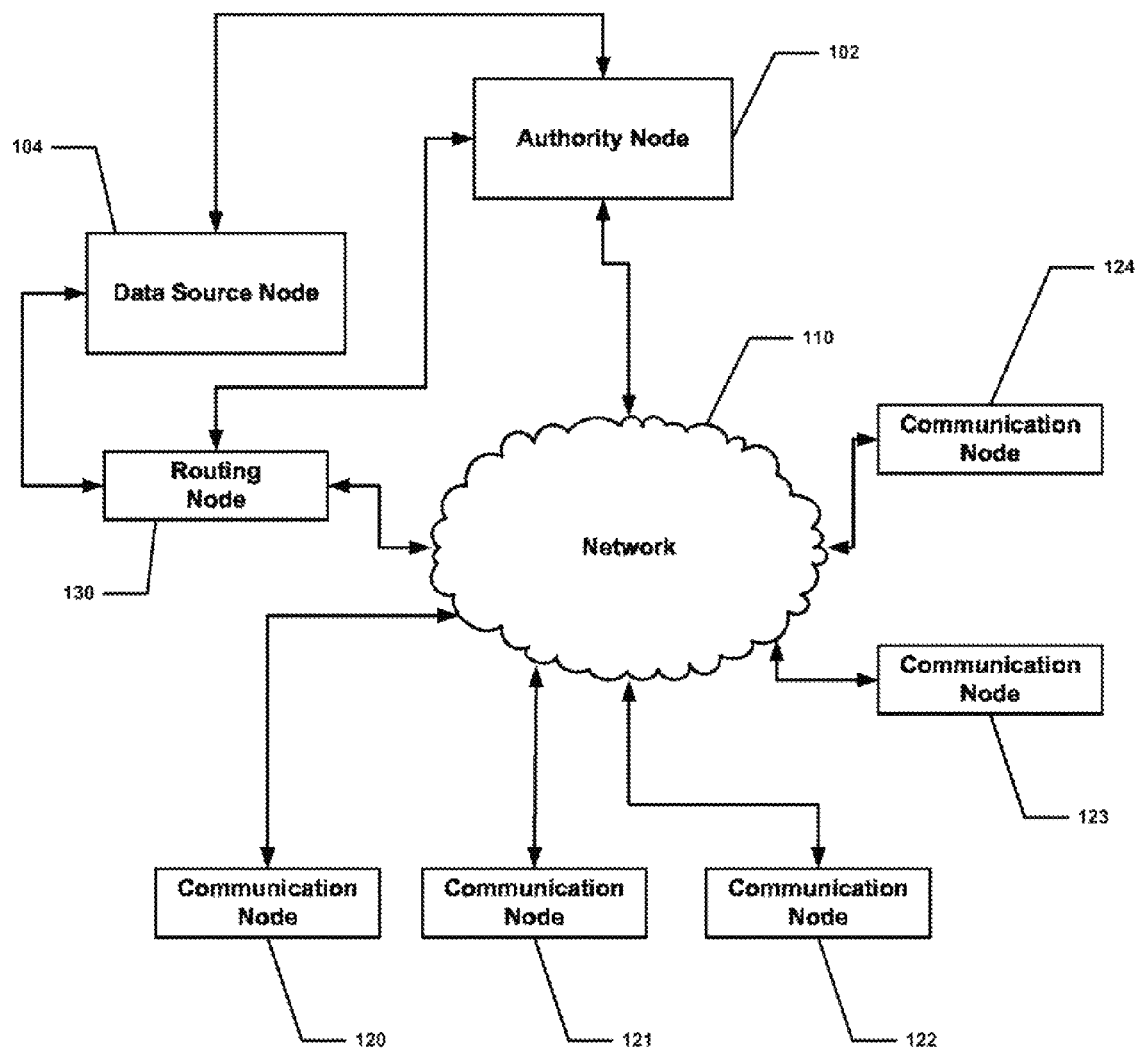 102
Authority Node
104
Data Source Node
124
110
Communication
Node
Routing
Node
Network
130
Communication
Node
123
Communication
Node
Communication
Node
Communication
Node
120
121
122